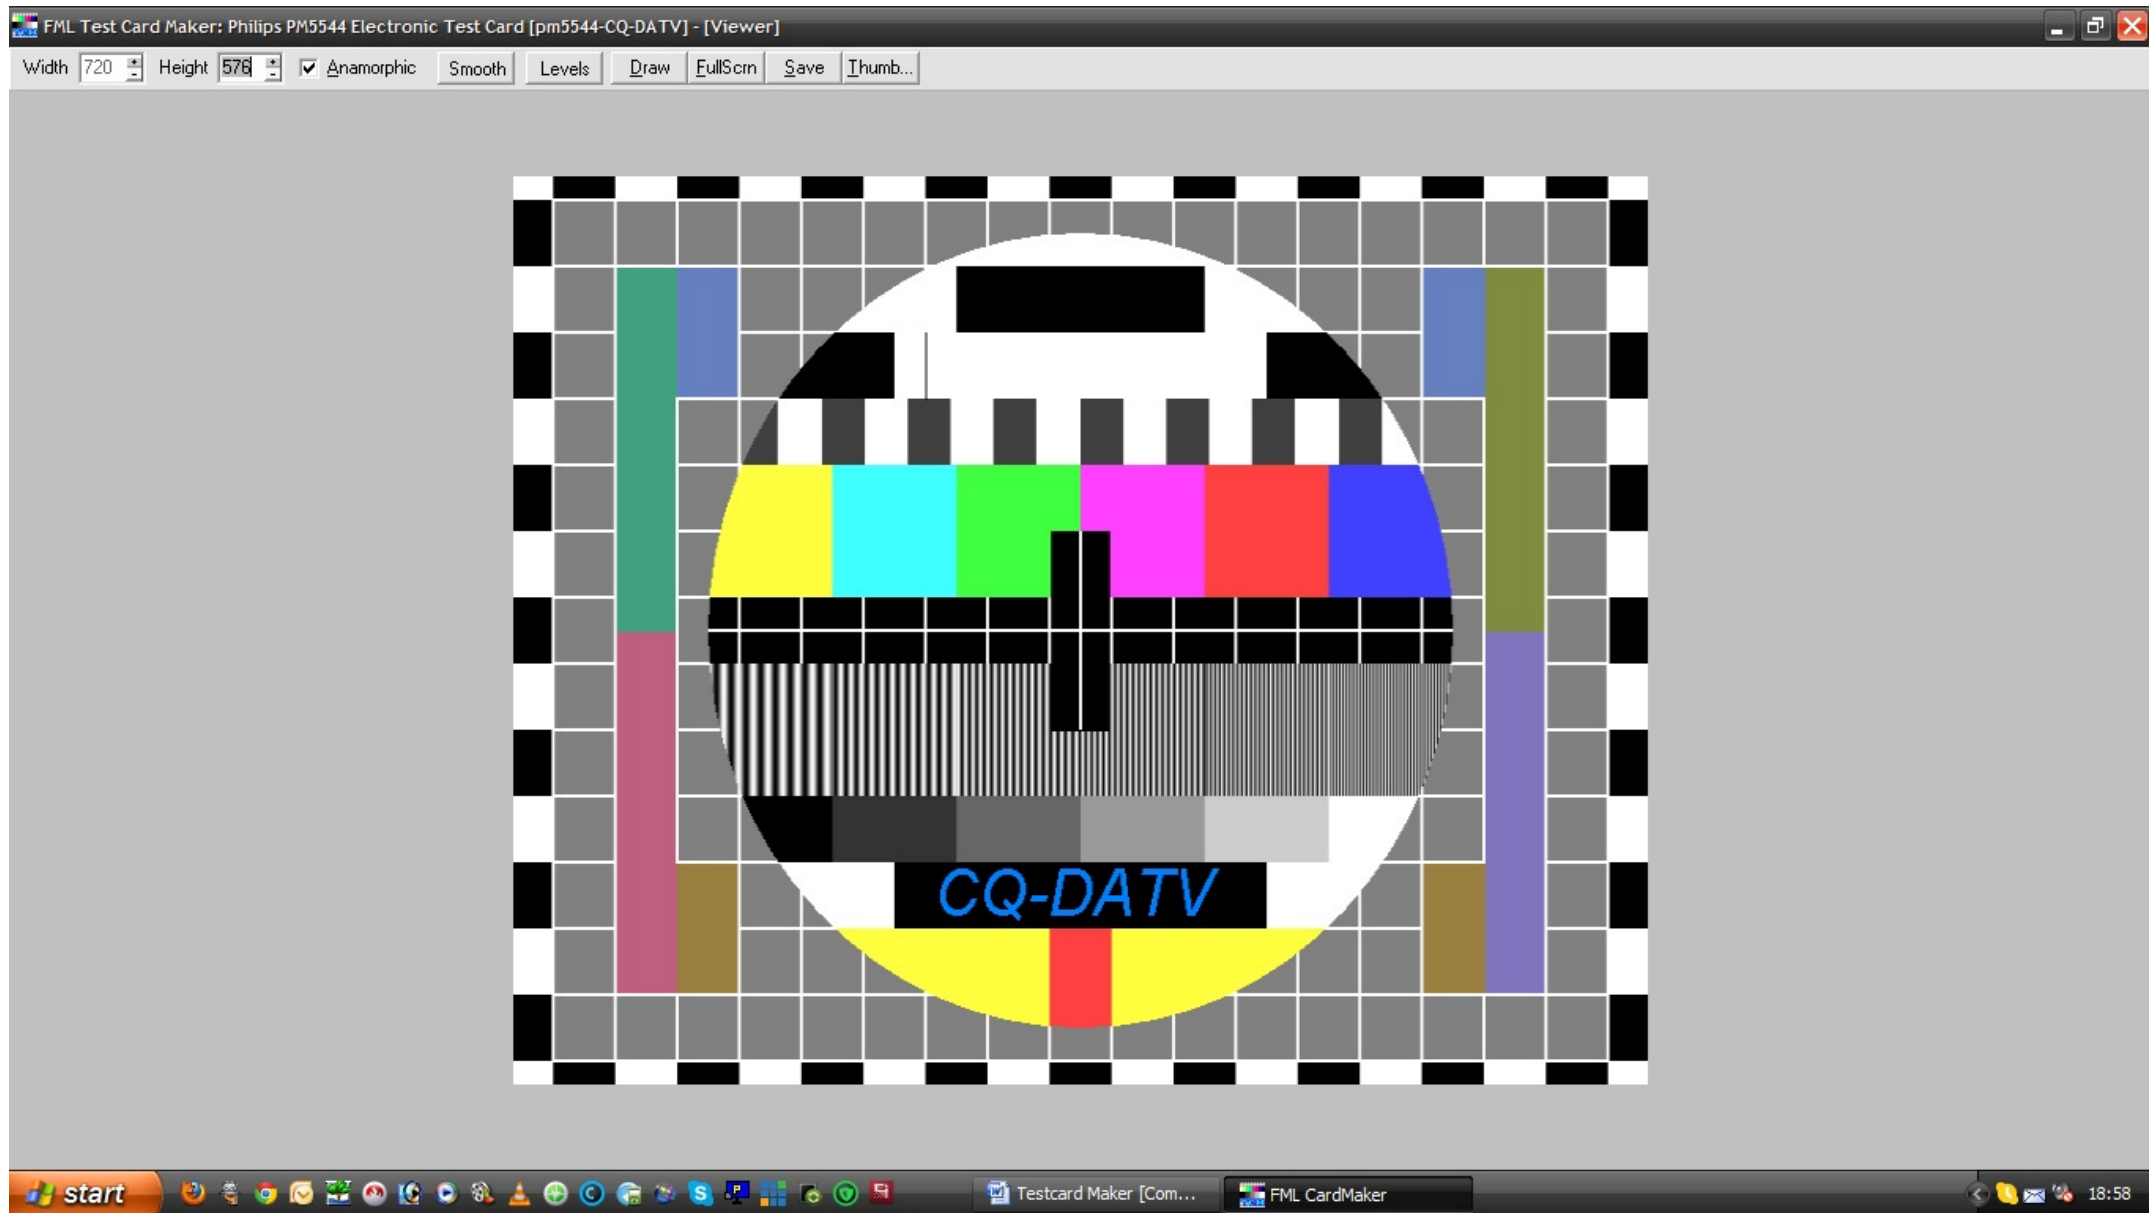 FML Test Card Maker: Philips PM5544 Electronic Test Card [pm5544-CQ-DATV] - [Viewer]
Width 720 Height 576 Anamorphic Smooth Levels Draw FullScrn Save Thumb...
CQ-DATV
start Testcard Maker [Com... FML CardMaker 18:58